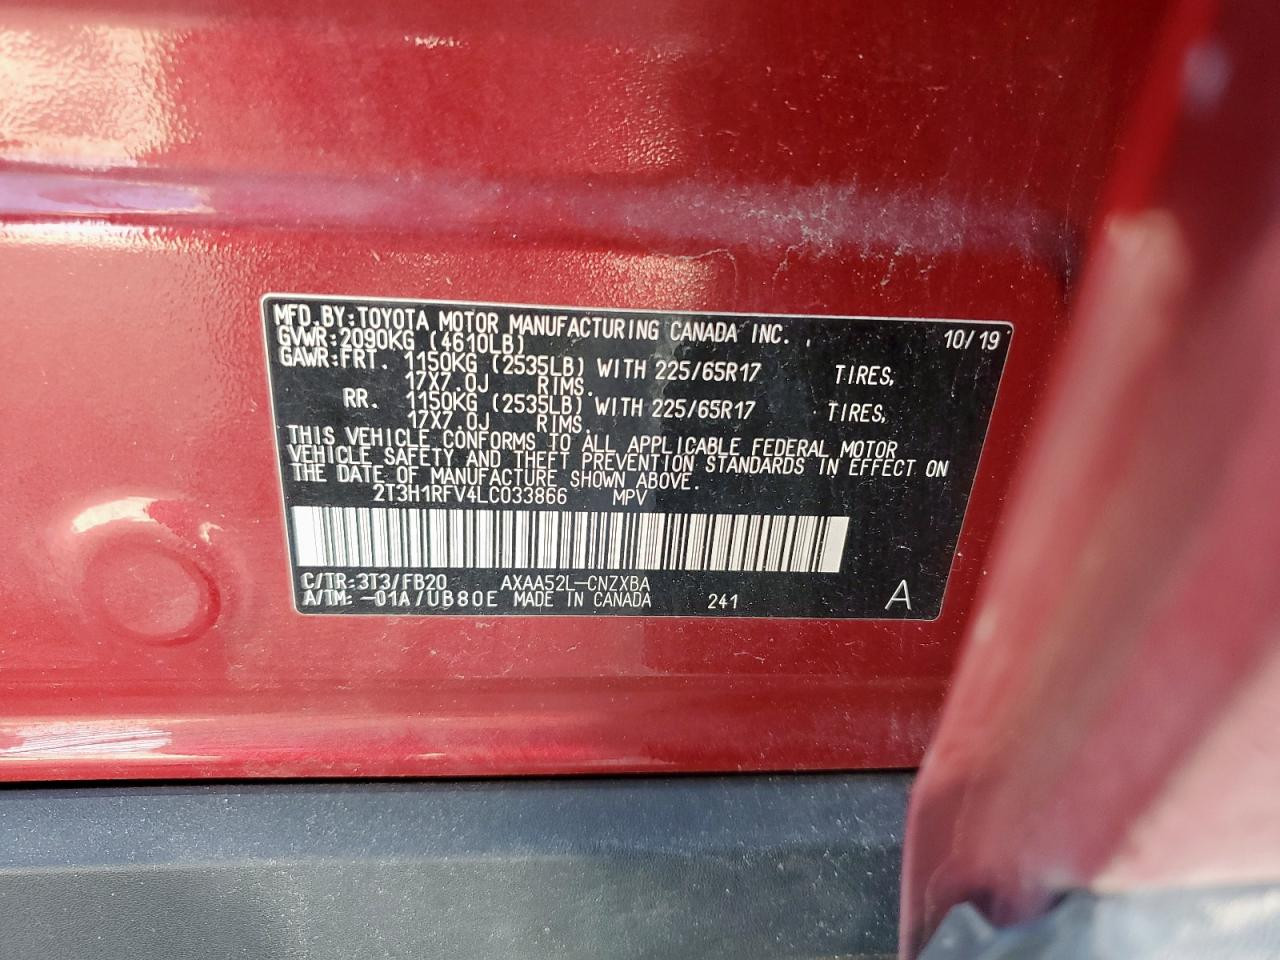 MFD.BY:TOYOTA MOTOR MANUFACTURING CANADA INC. , 10/19
GVWR:2090KG (4610LB)
GAWR:FRT. 1150KG (2535LB) WITH 225/65R17 TIRES,
17X7.0J RIMS.
RR. 1150KG (2535LB) WITH 225/65R17 TIRES,
17X7.0J RIMS.
THIS VEHICLE CONFORMS TO ALL APPLICABLE FEDERAL MOTOR
VEHICLE SAFETY AND THEFT PREVENTION STANDARDS IN EFFECT ON
THE DATE OF MANUFACTURE SHOWN ABOVE.
2T3H1RFV4LC033866 MPV
C/TR:3T3/FB20 AXAA52L-CNZXBA
A/TM: -01A/UB80E MADE IN CANADA 241 A